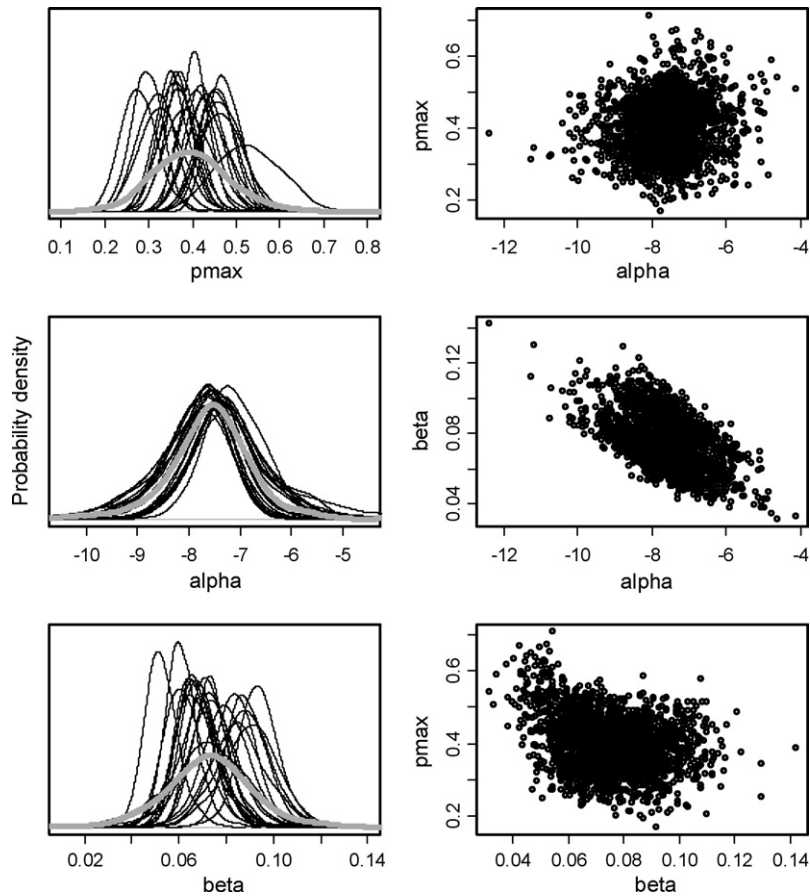 0.1 0.2 0.3 0.4 0.5 0.6 0.7 0.8
pmax
0.2 0.4 0.6
pmax
-12 -10 -8 -6 -4
alpha
Probability density
-10 -9 -8 -7 -6 -5
alpha
0.04 0.08 0.12
beta
-12 -10 -8 -6 -4
alpha
0.02 0.06 0.10 0.14
beta
0.2 0.4 0.6
pmax
0.04 0.06 0.08 0.10 0.12 0.14
beta